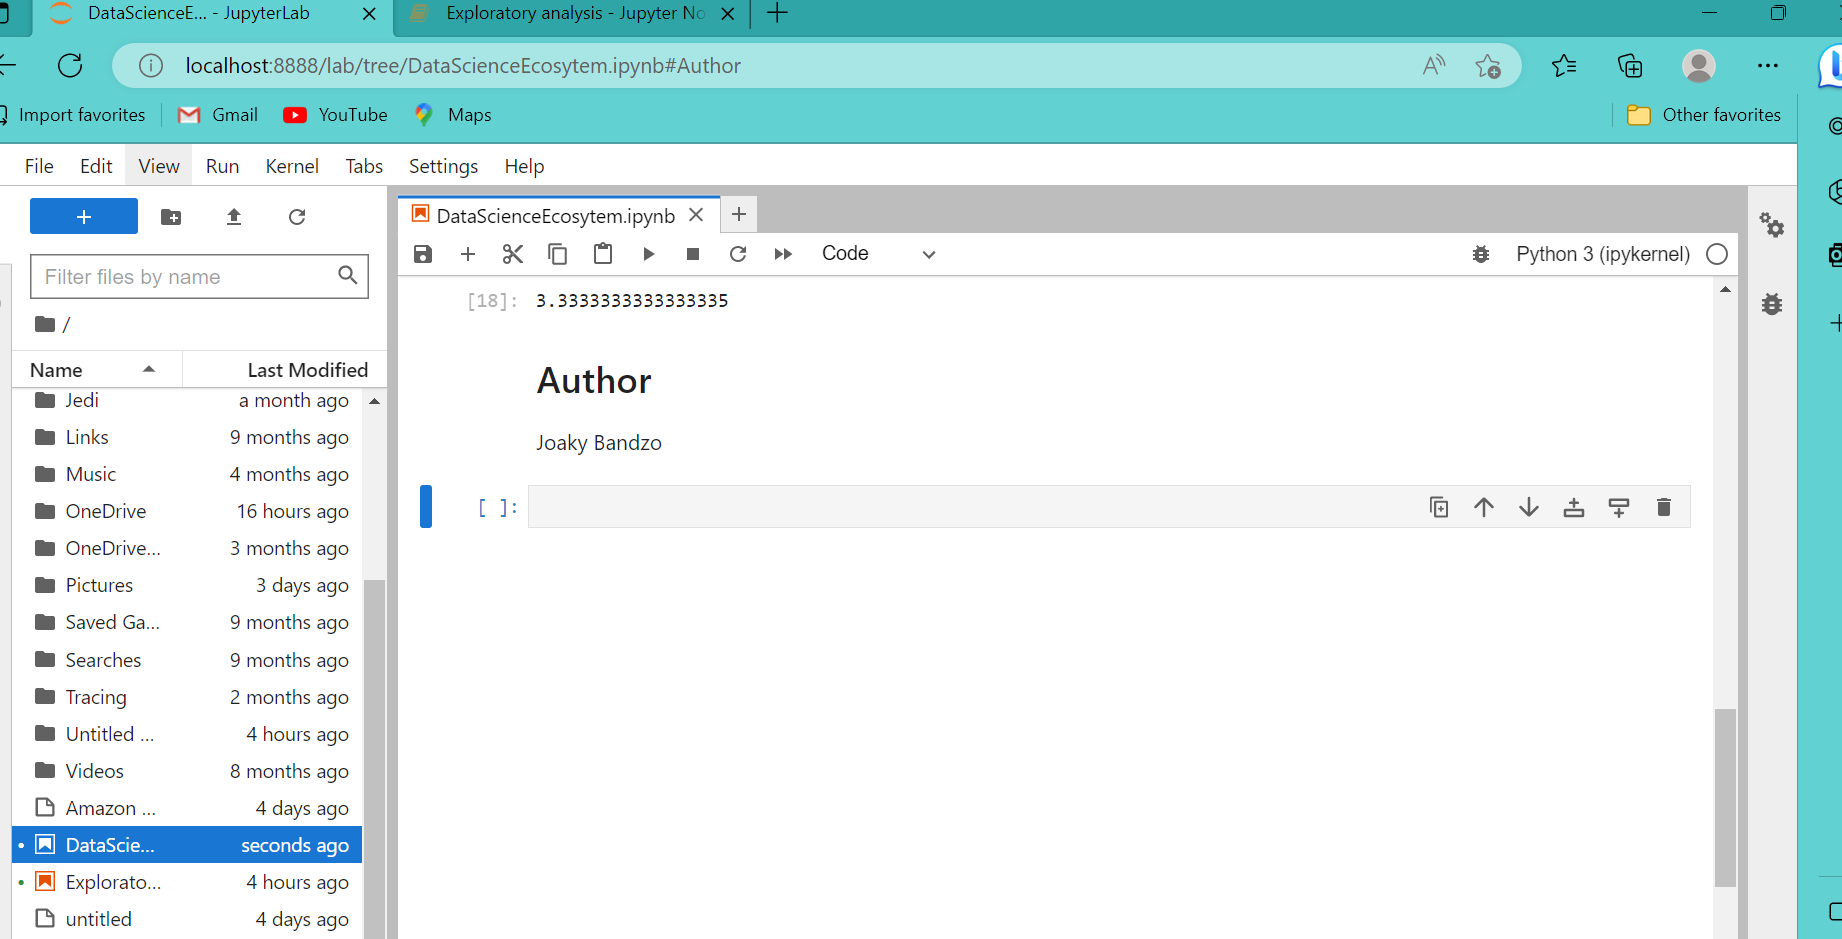 DataScienceE... - JupyterLab
Exploratory analysis - Jupyter No
localhost:8888/lab/tree/DataScienceEcosytem.ipynb#Author
Import favorites
Gmail
YouTube
Maps
Other favorites
File Edit View Run Kernel Tabs Settings Help
DataScienceEcosytem.ipynb
Code
Python 3 (ipykernel)
Filter files by name
/
Name Last Modified
Jedi a month ago
Links 9 months ago
Music 4 months ago
OneDrive 16 hours ago
OneDrive... 3 months ago
Pictures 3 days ago
Saved Ga... 9 months ago
Searches 9 months ago
Tracing 2 months ago
Untitled ... 4 hours ago
Videos 8 months ago
Amazon ... 4 days ago
DataScie... seconds ago
Explorato... 4 hours ago
untitled 4 days ago
[18]: 3.3333333333333335
Author
Joaky Bandzo
[ ]: